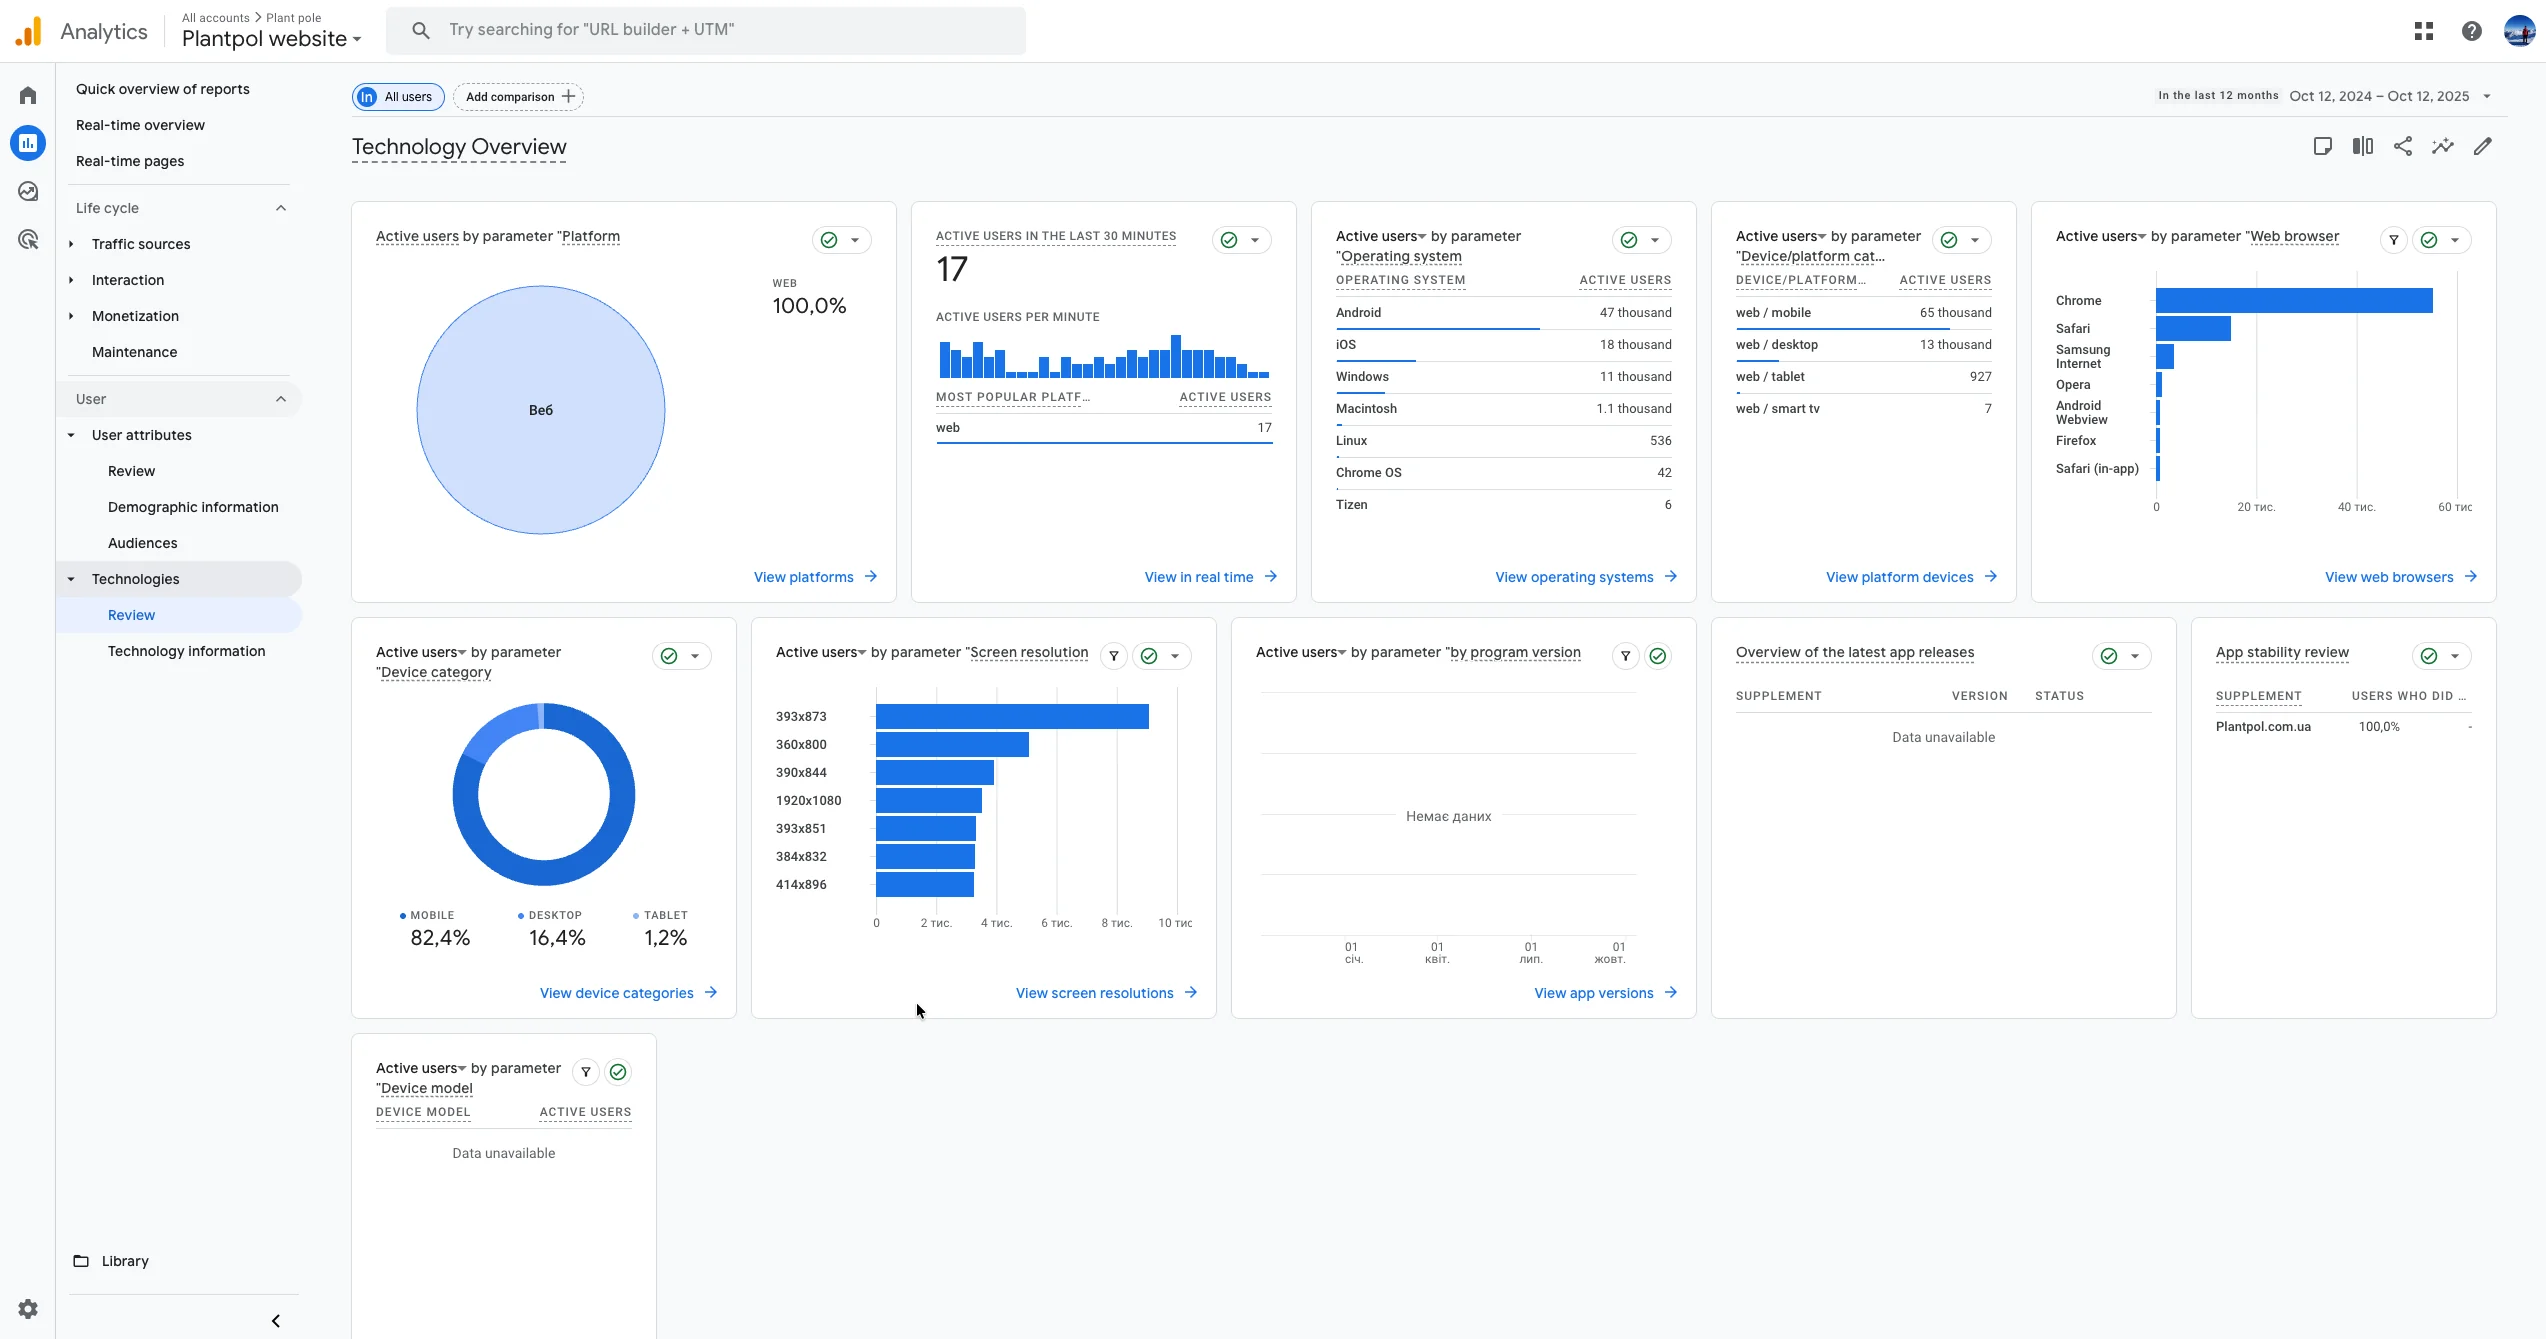 Analytics
All accounts > Plant pole
Plantpol website
Try searching for "URL builder + UTM"
Quick overview of reports
Real-time overview
Real-time pages
Life cycle
Traffic sources
Interaction
Monetization
Maintenance
User
User attributes
Review
Demographic information
Audiences
Technologies
Review
Technology information
Library
In All users
Add comparison
In the last 12 months Oct 12, 2024 – Oct 12, 2025
Technology Overview
Active users by parameter "Platform
WEB
100,0%
Веб
View platforms
ACTIVE USERS IN THE LAST 30 MINUTES
17
ACTIVE USERS PER MINUTE
MOST POPULAR PLATF… ACTIVE USERS
web 17
View in real time
Active users by parameter
"Operating system
OPERATING SYSTEM ACTIVE USERS
Android 47 thousand
iOS 18 thousand
Windows 11 thousand
Macintosh 1.1 thousand
Linux 536
Chrome OS 42
Tizen 6
View operating systems
Active users by parameter
"Device/platform cat…
DEVICE/PLATFORM… ACTIVE USERS
web / mobile 65 thousand
web / desktop 13 thousand
web / tablet 927
web / smart tv 7
View platform devices
Active users by parameter "Web browser
Chrome
Safari
Samsung
Internet
Opera
Android
Webview
Firefox
Safari (in-app)
0 20 тис. 40 тис. 60 тис
View web browsers
Active users by parameter
"Device category
MOBILE DESKTOP TABLET
82,4% 16,4% 1,2%
View device categories
Active users by parameter "Screen resolution
393x873
360x800
390x844
1920x1080
393x851
384x832
414x896
0 2 тис. 4 тис. 6 тис. 8 тис. 10 тис
View screen resolutions
Active users by parameter "by program version
Немає даних
01 01 01 01
січ. квіт. лип. жовт.
View app versions
Overview of the latest app releases
SUPPLEMENT VERSION STATUS
Data unavailable
App stability review
SUPPLEMENT USERS WHO DID …
Plantpol.com.ua 100,0% -
Active users by parameter
"Device model
DEVICE MODEL ACTIVE USERS
Data unavailable